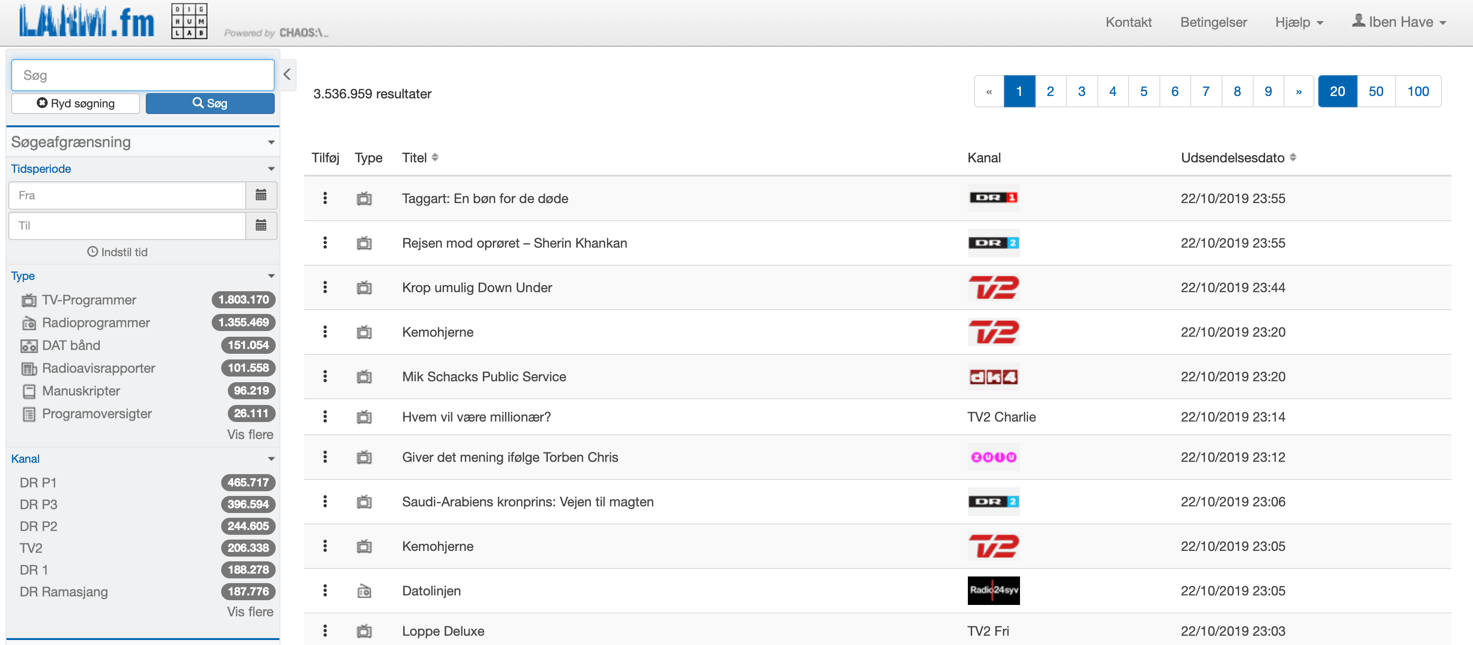 LARM.fm
DIG
HUM
LAB
Powered by CHAOS:\_
Kontakt Betingelser Hjælp Iben Have
Søg
Ryd søgning Søg
Søgeafgrænsning
Tidsperiode
Fra
Til
Indstil tid
Type
TV-Programmer 1.803.170
Radioprogrammer 1.355.469
DAT bånd 151.054
Radioavisrapporter 101.558
Manuskripter 96.219
Programoversigter 26.111
Vis flere
Kanal
DR P1 465.717
DR P3 396.594
DR P2 244.605
TV2 206.338
DR 1 188.278
DR Ramasjang 187.776
Vis flere
3.536.959 resultater
« 1 2 3 4 5 6 7 8 9 » 20 50 100
Tilføj Type Titel Kanal Udsendelsesdato
Taggart: En bøn for de døde DR 1 22/10/2019 23:55
Rejsen mod oprøret – Sherin Khankan DR 2 22/10/2019 23:55
Krop umulig Down Under TV2 22/10/2019 23:44
Kemohjerne TV2 22/10/2019 23:20
Mik Schacks Public Service dk4 22/10/2019 23:20
Hvem vil være millionær? TV2 Charlie 22/10/2019 23:14
Giver det mening ifølge Torben Chris zulu 22/10/2019 23:12
Saudi-Arabiens kronprins: Vejen til magten DR 2 22/10/2019 23:06
Kemohjerne TV2 22/10/2019 23:05
Datolinjen Radio24syv 22/10/2019 23:05
Loppe Deluxe TV2 Fri 22/10/2019 23:03